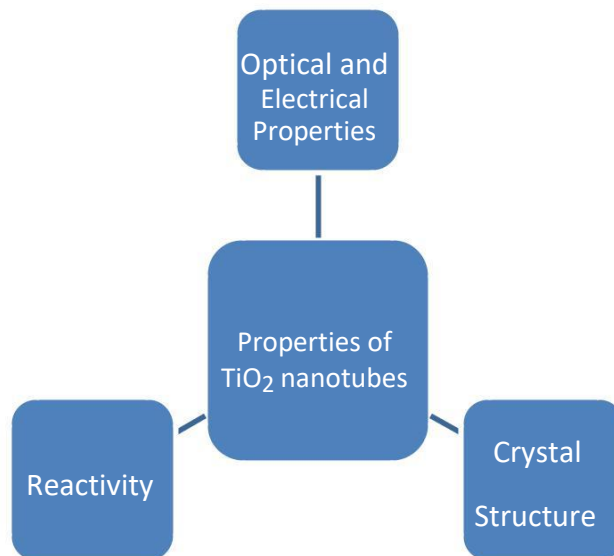 Optical and
Electrical
Properties
Properties of
TiO₂ nanotubes
Reactivity
Crystal
Structure